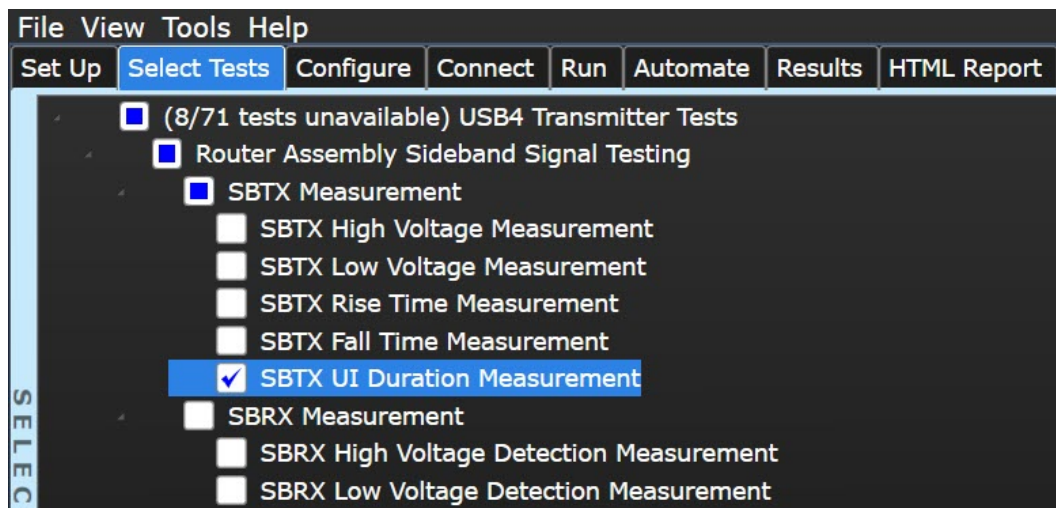 File View Tools Help
Set Up Select Tests Configure Connect Run Automate Results HTML Report
(8/71 tests unavailable) USB4 Transmitter Tests
Router Assembly Sideband Signal Testing
SBTX Measurement
SBTX High Voltage Measurement
SBTX Low Voltage Measurement
SBTX Rise Time Measurement
SBTX Fall Time Measurement
SBTX UI Duration Measurement
SBRX Measurement
SBRX High Voltage Detection Measurement
SBRX Low Voltage Detection Measurement
SELEC